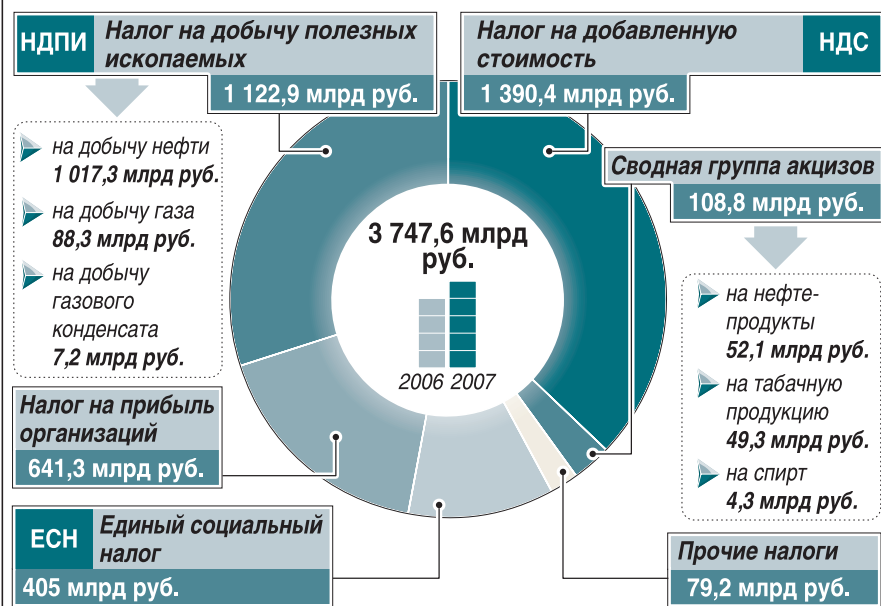 НДПИ
Налог на добычу полезных
ископаемых
1 122,9 млрд руб.
на добычу нефти
1 017,3 млрд руб.
на добычу газа
88,3 млрд руб.
на добычу
газового
конденсата
7,2 млрд руб.
Налог на добавленную
стоимость
НДС
1 390,4 млрд руб.
Сводная группа акцизов
108,8 млрд руб.
на нефте-
продукты
52,1 млрд руб.
на табачную
продукцию
49,3 млрд руб.
на спирт
4,3 млрд руб.
3 747,6 млрд
руб.
2006 2007
Налог на прибыль
организаций
641,3 млрд руб.
ЕСН
Единый социальный
налог
405 млрд руб.
Прочие налоги
79,2 млрд руб.